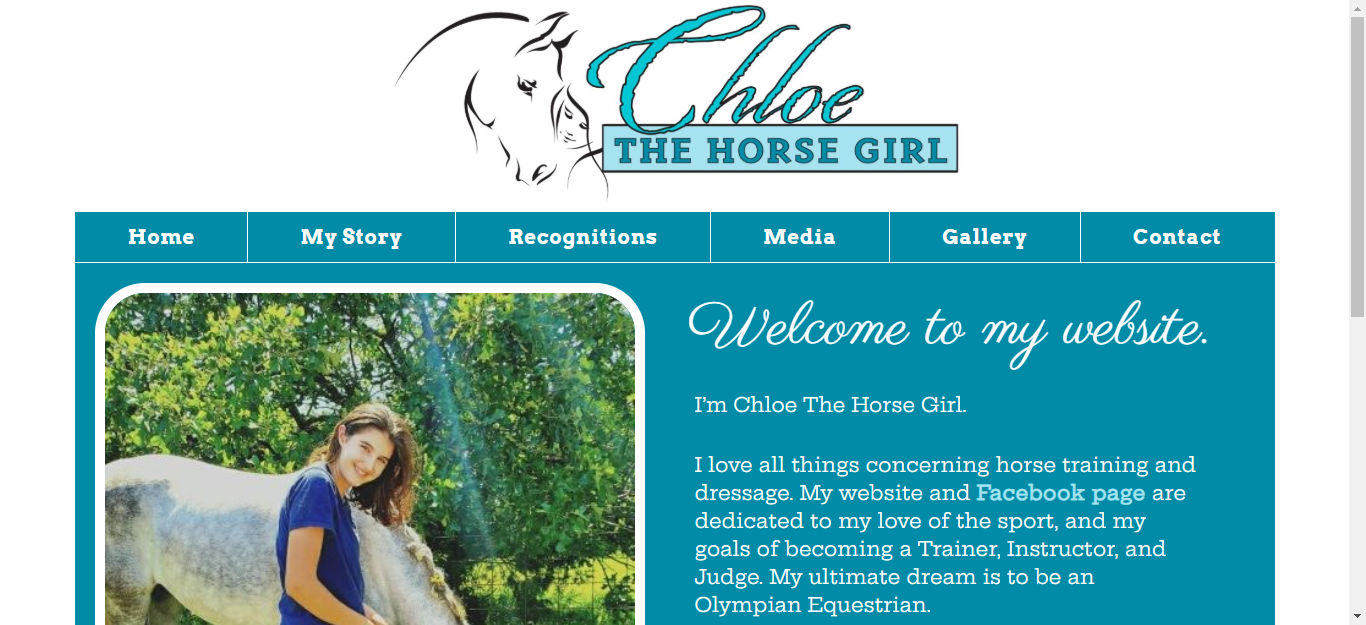 Chloe
THE HORSE GIRL
Home My Story Recognitions Media Gallery Contact
Welcome to my website.
I’m Chloe The Horse Girl.
I love all things concerning horse training and
dressage. My website and Facebook page are
dedicated to my love of the sport, and my
goals of becoming a Trainer, Instructor, and
Judge. My ultimate dream is to be an
Olympian Equestrian.